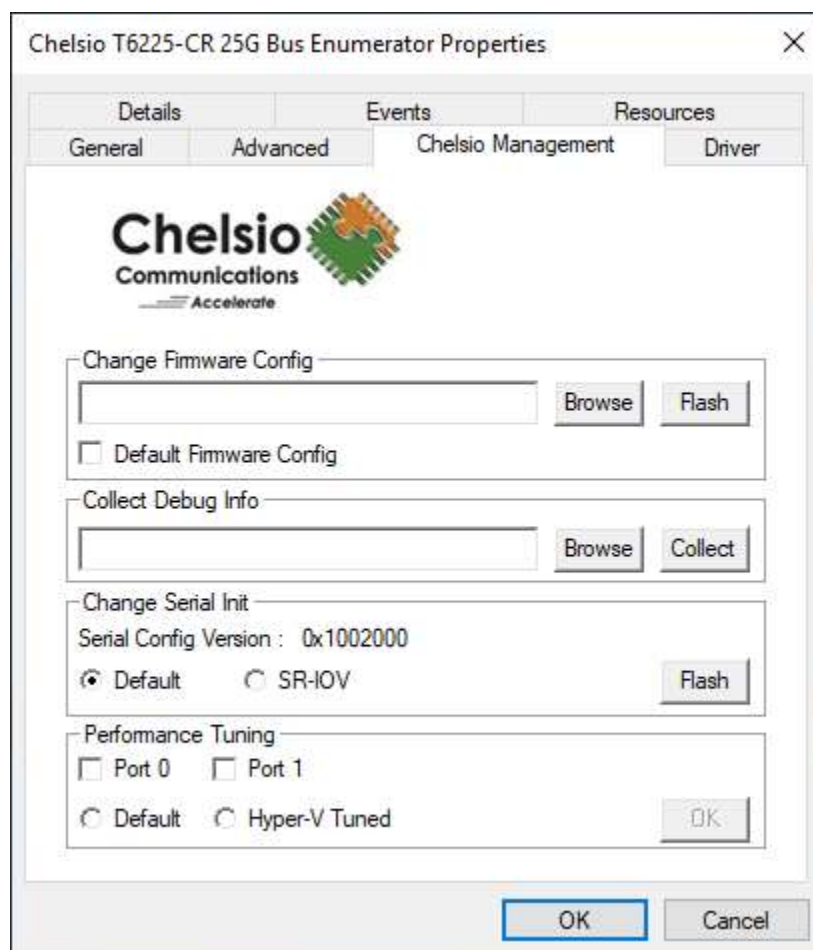 Chelsio T6225-CR 25G Bus Enumerator Properties
Details Events Resources
General Advanced Chelsio Management Driver
Chelsio
Communications
Accelerate
Change Firmware Config
Browse Flash
Default Firmware Config
Collect Debug Info
Browse Collect
Change Serial Init
Serial Config Version : 0x1002000
Default SR-IOV Flash
Performance Tuning
Port 0 Port 1
Default Hyper-V Tuned OK
OK Cancel